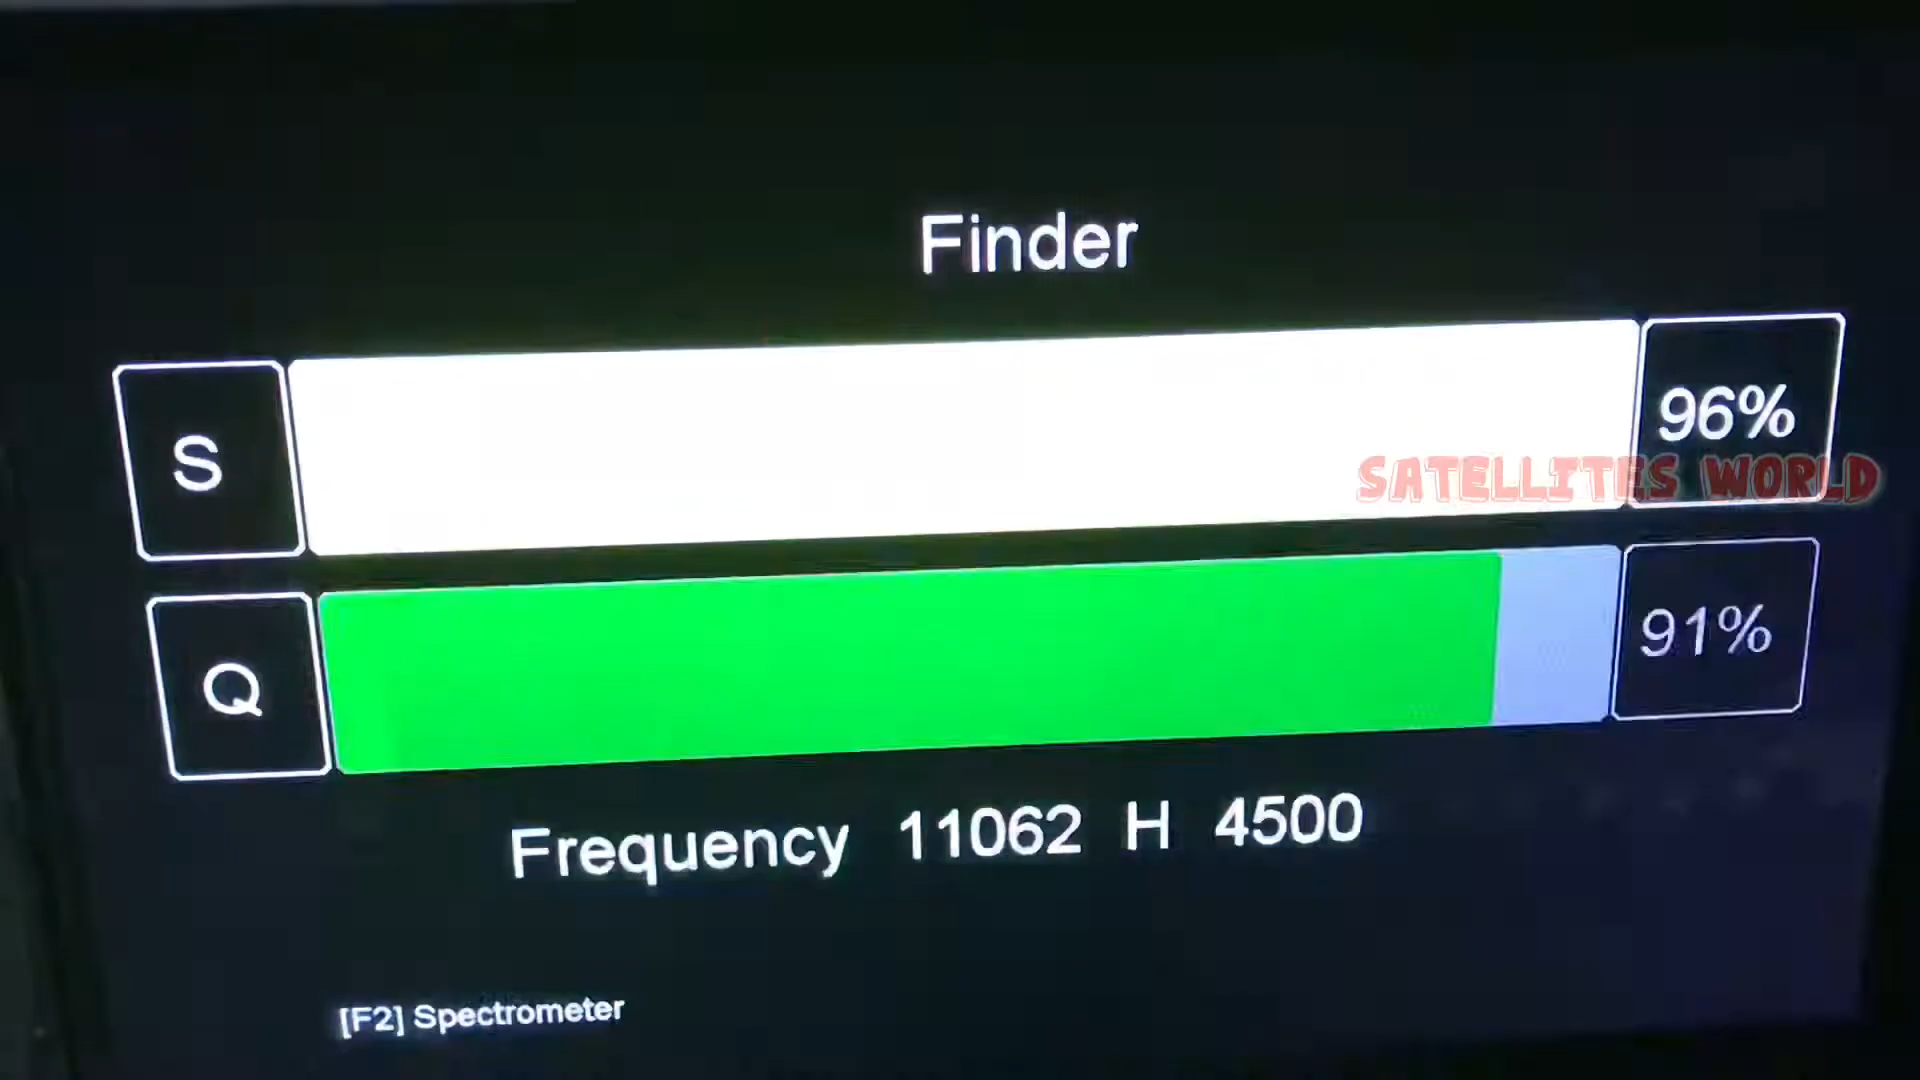 Finder
S
96%
SATELLITES WORLD
Q
91%
Frequency 11062 H 4500
[F2] Spectrometer